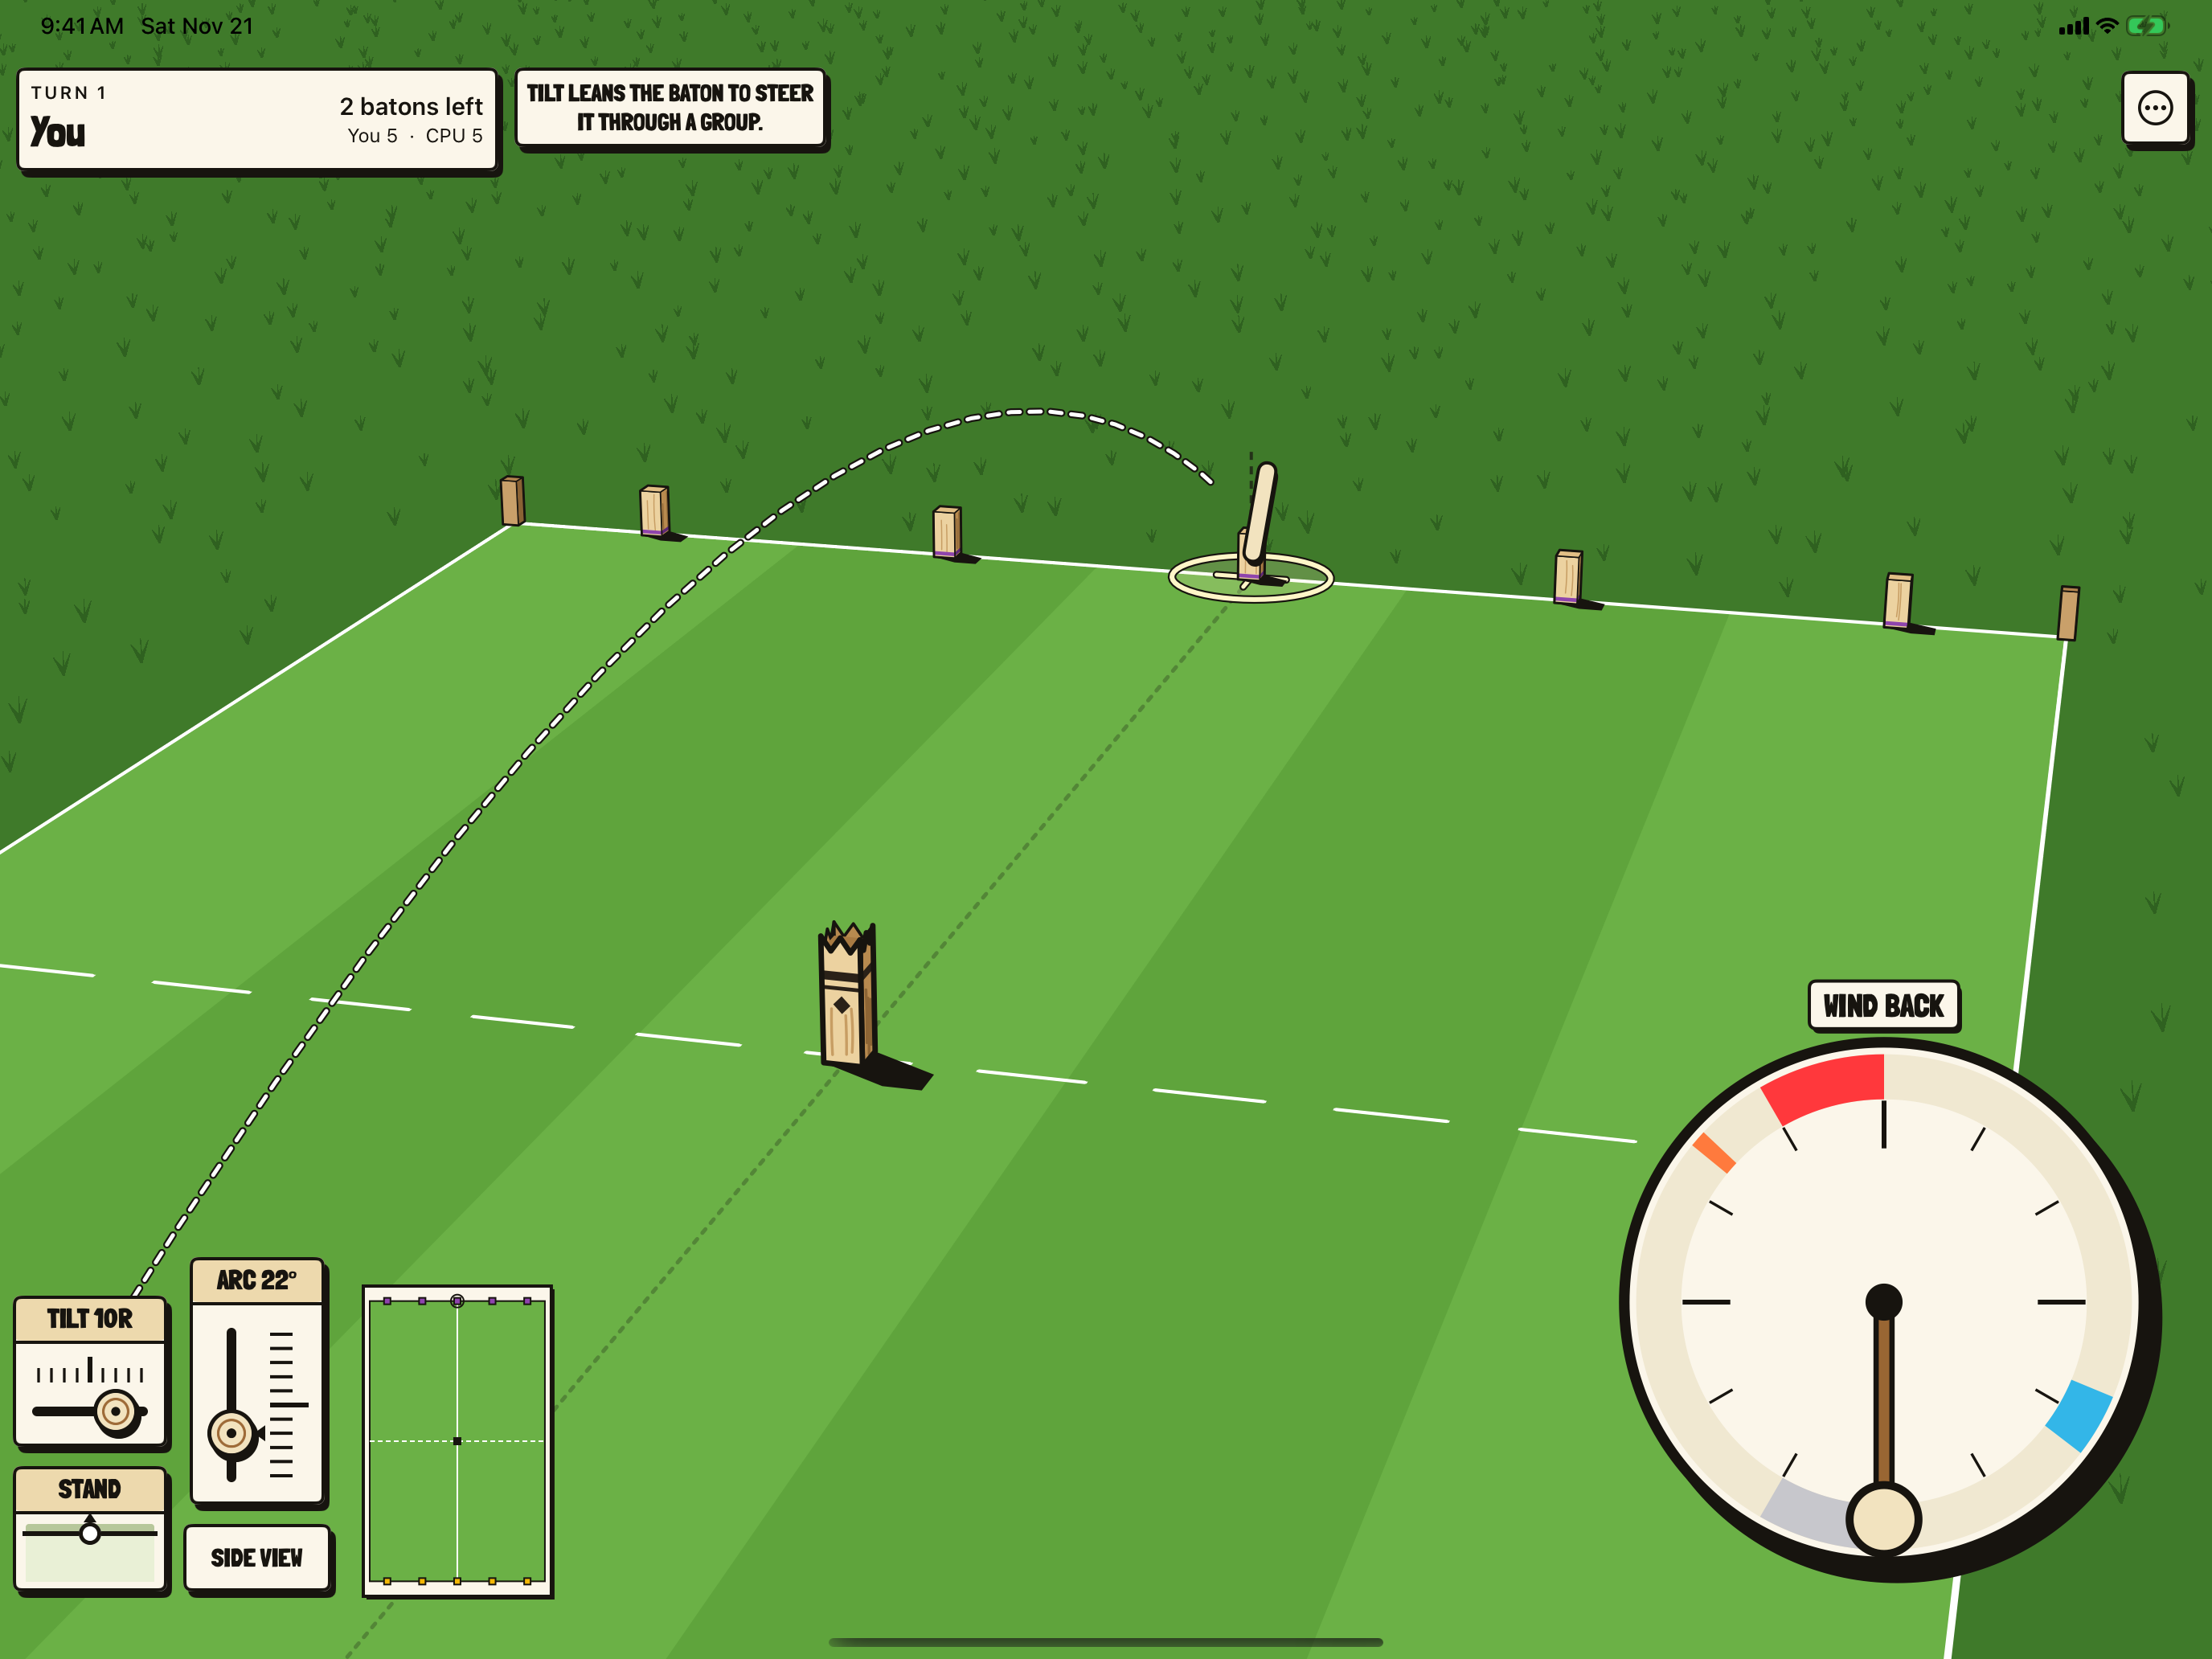 9:41 AM Sat Nov 21
TURN 1
You
2 batons left
You 5 · CPU 5
TILT LEANS THE BATON TO STEER
IT THROUGH A GROUP.
WIND BACK
ARC 22°
TILT 10R
STAND
SIDE VIEW